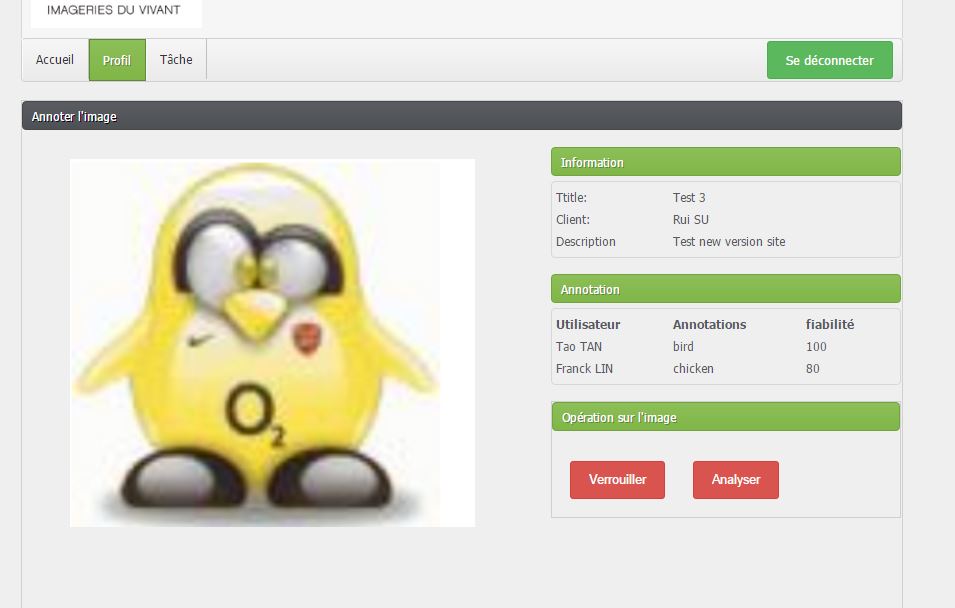 IMAGERIES DU VIVANT
Accueil Profil Tâche Se déconnecter
Annoter l'image
Information
Ttitle: Test 3
Client: Rui SU
Description Test new version site
Annotation
Utilisateur Annotations fiabilité
Tao TAN bird 100
Franck LIN chicken 80
Opération sur l'image
Verrouiller Analyser
O2